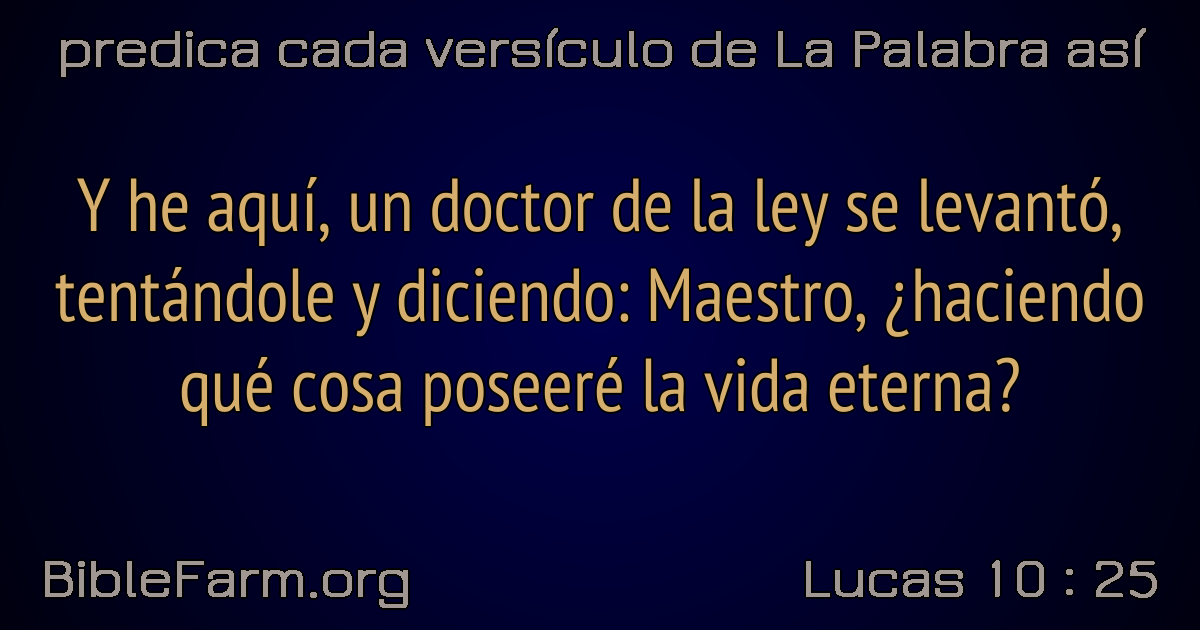 predica cada versículo de La Palabra así
Y he aquí, un doctor de la ley se levantó,
tentándole y diciendo: Maestro, ¿haciendo
qué cosa poseeré la vida eterna?
BibleFarm.org
Lucas 10 : 25